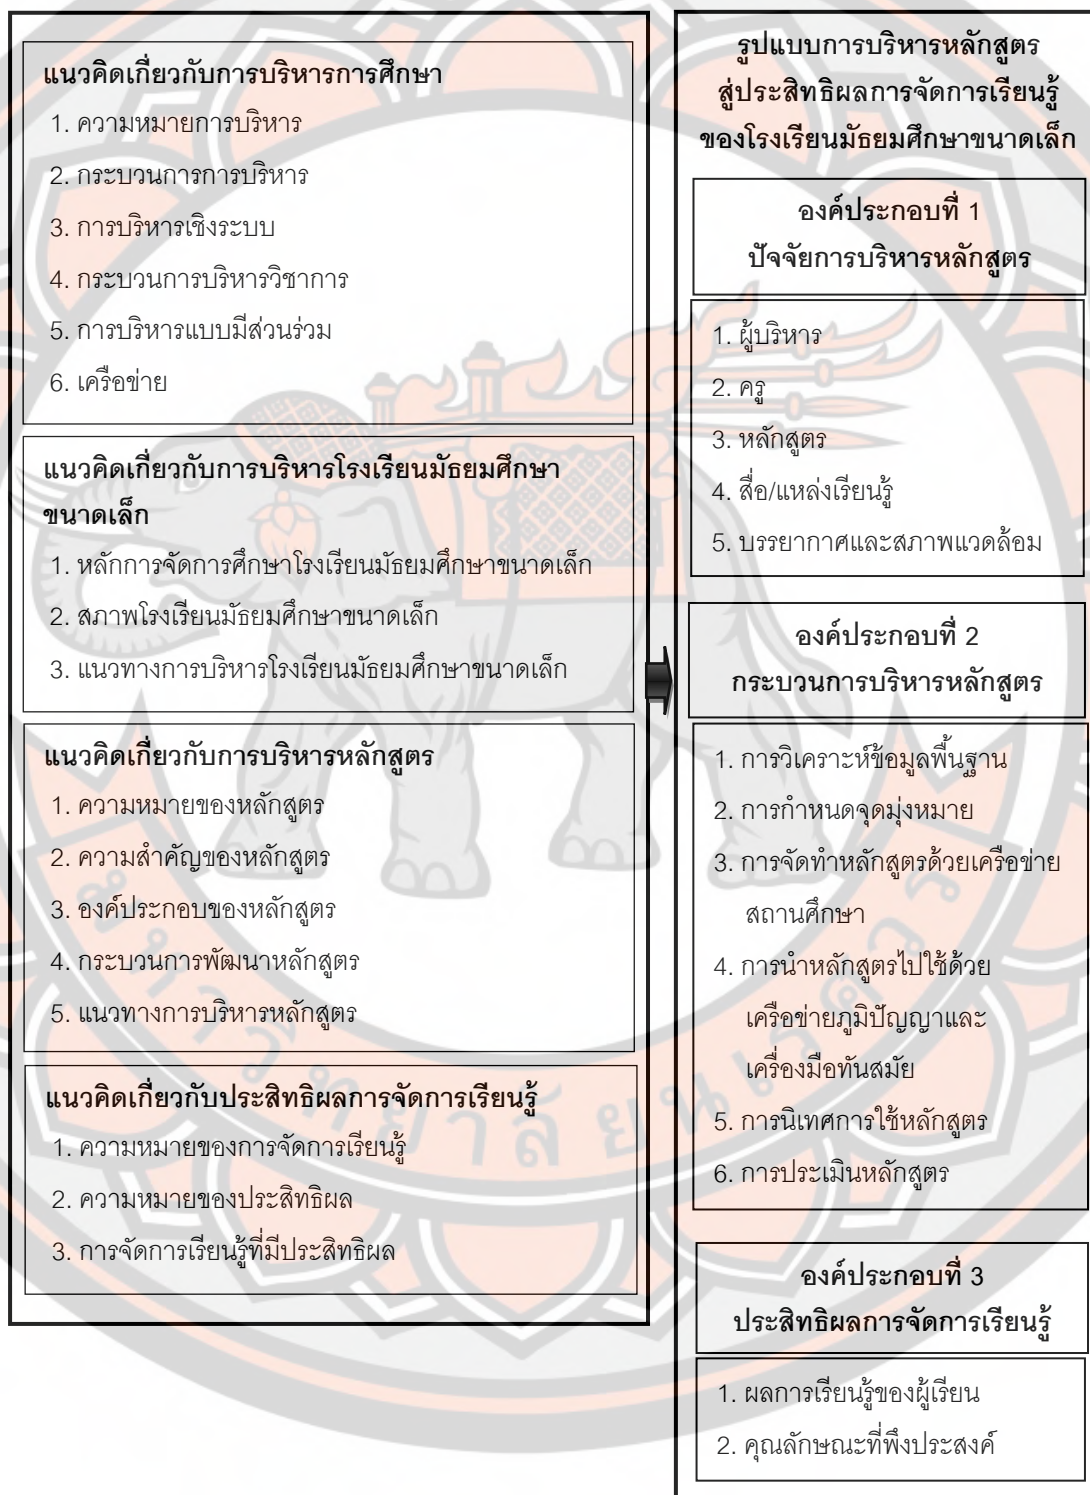 แนวคิดเกี่ยวกับการบริหารการศึกษา
1. ความหมายการบริหาร
2. กระบวนการการบริหาร
3. การบริหารเชิงระบบ
4. กระบวนการบริหารวิชาการ
5. การบริหารแบบมีส่วนร่วม
6. เครือข่าย
แนวคิดเกี่ยวกับการบริหารโรงเรียนมัธยมศึกษา
ขนาดเล็ก
1. หลักการจัดการศึกษาโรงเรียนมัธยมศึกษาขนาดเล็ก
2. สภาพโรงเรียนมัธยมศึกษาขนาดเล็ก
3. แนวทางการบริหารโรงเรียนมัธยมศึกษาขนาดเล็ก
แนวคิดเกี่ยวกับการบริหารหลักสูตร
1. ความหมายของหลักสูตร
2. ความสำคัญของหลักสูตร
3. องค์ประกอบของหลักสูตร
4. กระบวนการพัฒนาหลักสูตร
5. แนวทางการบริหารหลักสูตร
แนวคิดเกี่ยวกับประสิทธิผลการจัดการเรียนรู้
1. ความหมายของการจัดการเรียนรู้
2. ความหมายของประสิทธิผล
3. การจัดการเรียนรู้ที่มีประสิทธิผล
รูปแบบการบริหารหลักสูตร
สู่ประสิทธิผลการจัดการเรียนรู้
ของโรงเรียนมัธยมศึกษาขนาดเล็ก
องค์ประกอบที่ 1
ปัจจัยการบริหารหลักสูตร
1. ผู้บริหาร
2. ครู
3. หลักสูตร
4. สื่อ/แหล่งเรียนรู้
5. บรรยากาศและสภาพแวดล้อม
องค์ประกอบที่ 2
กระบวนการบริหารหลักสูตร
1. การวิเคราะห์ข้อมูลพื้นฐาน
2. การกำหนดจุดมุ่งหมาย
3. การจัดทำหลักสูตรด้วยเครือข่าย
สถานศึกษา
4. การนำหลักสูตรไปใช้ด้วย
เครือข่ายภูมิปัญญาและ
เครื่องมือทันสมัย
5. การนิเทศการใช้หลักสูตร
6. การประเมินหลักสูตร
องค์ประกอบที่ 3
ประสิทธิผลการจัดการเรียนรู้
1. ผลการเรียนรู้ของผู้เรียน
2. คุณลักษณะที่พึงประสงค์